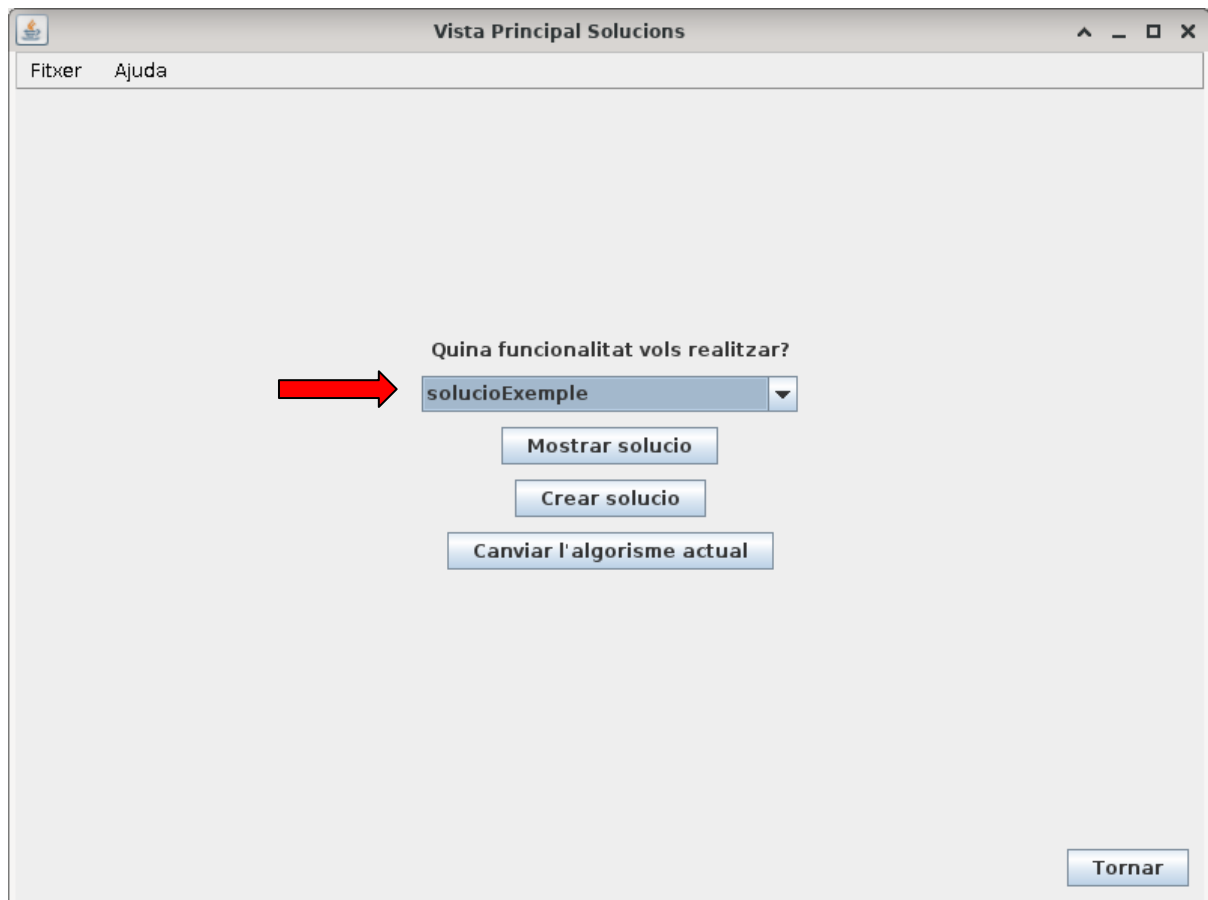 Vista Principal Solucions
Fitxer Ajuda
Quina funcionalitat vols realitzar?
solucioExemple
Mostrar solucio
Crear solucio
Canviar l'algorisme actual
Tornar